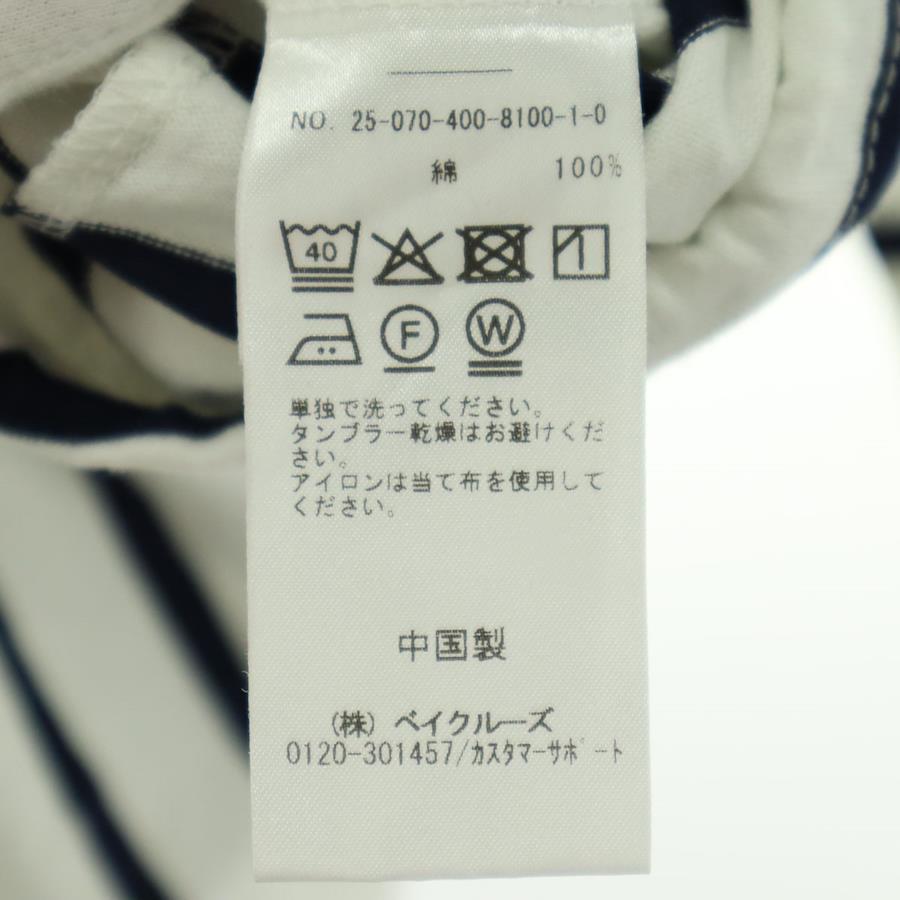 NO. 25-070-400-8100-1-0
綿 100%
40
F W
単独で洗ってください。
タンブラー乾燥はお避けくだ
さい。
アイロンは当て布を使用して
ください。
中国製
(株) ベイクルーズ
0120-301457/カスタマーサポート